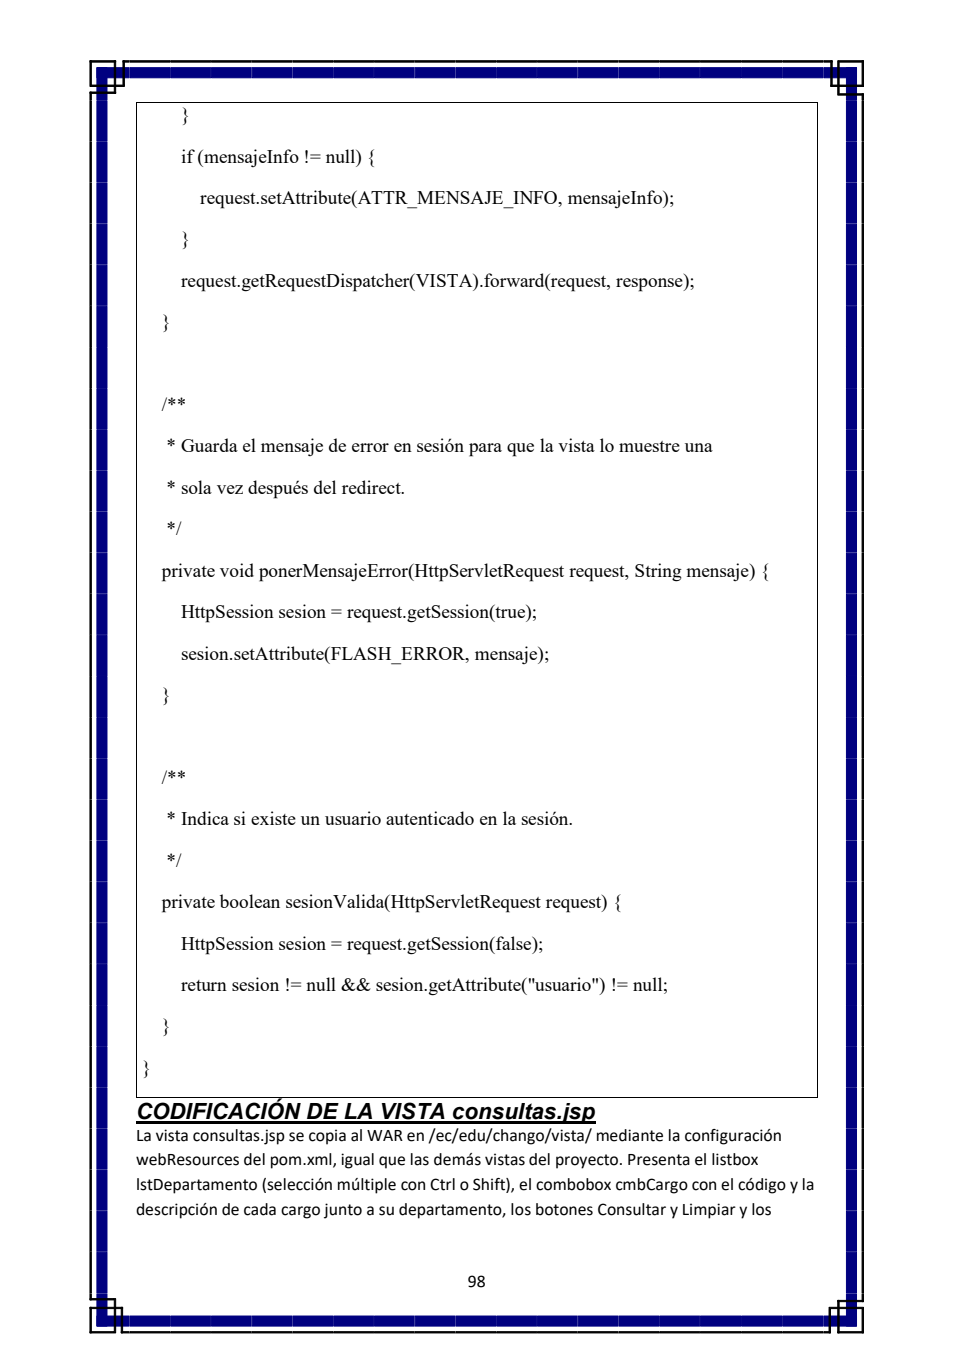 }
if (mensajeInfo != null) {
request.setAttribute(ATTR_MENSAJE_INFO, mensajeInfo);
}
request.getRequestDispatcher(VISTA).forward(request, response);
}
/**
* Guarda el mensaje de error en sesión para que la vista lo muestre una
* sola vez después del redirect.
*/
private void ponerMensajeError(HttpServletRequest request, String mensaje) {
HttpSession sesion = request.getSession(true);
sesion.setAttribute(FLASH_ERROR, mensaje);
}
/**
* Indica si existe un usuario autenticado en la sesión.
*/
private boolean sesionValida(HttpServletRequest request) {
HttpSession sesion = request.getSession(false);
return sesion != null && sesion.getAttribute("usuario") != null;
}
}
CODIFICACIÓN DE LA VISTA consultas.jsp
La vista consultas.jsp se copia al WAR en /ec/edu/chango/vista/ mediante la configuración
webResources del pom.xml, igual que las demás vistas del proyecto. Presenta el listbox
lstDepartamento (selección múltiple con Ctrl o Shift), el combobox cmbCargo con el código y la
descripción de cada cargo junto a su departamento, los botones Consultar y Limpiar y los
98